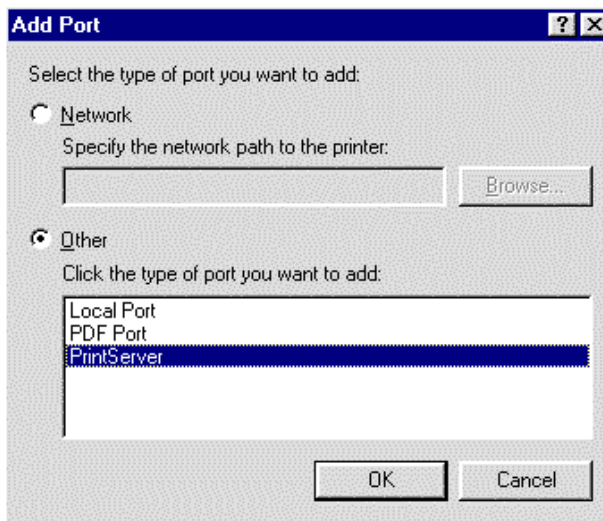 Add Port
?
Select the type of port you want to add:
Network
Specify the network path to the printer:
Browse...
Other
Click the type of port you want to add:
Local Port
PDF Port
PrintServer
OK Cancel